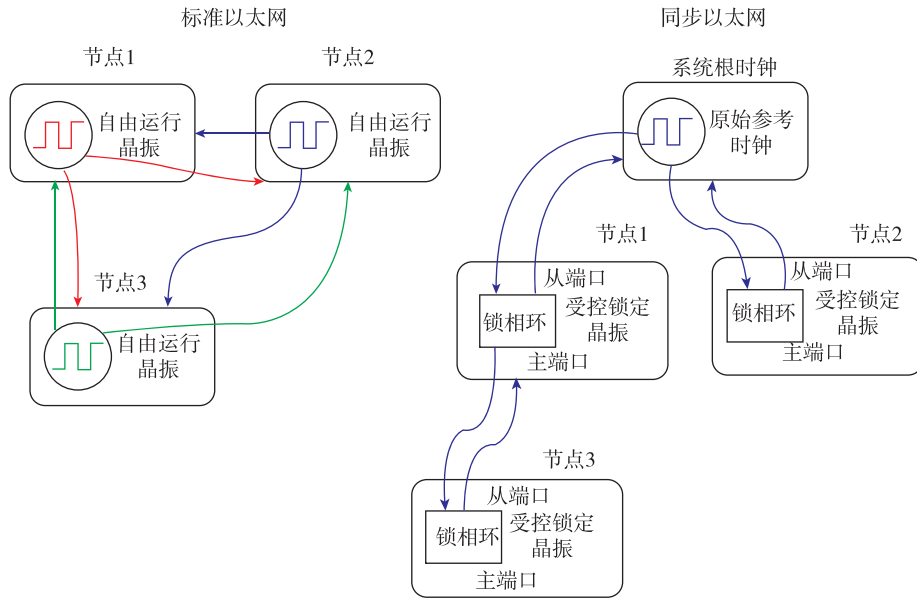 标准以太网
节点1
自由运行
晶振
节点2
自由运行
晶振
节点3
自由运行
晶振
同步以太网
系统根时钟
原始参考
时钟
节点1
从端口
锁相环
受控锁定
晶振
主端口
节点2
从端口
锁相环
受控锁定
晶振
主端口
节点3
从端口
锁相环
受控锁定
晶振
主端口